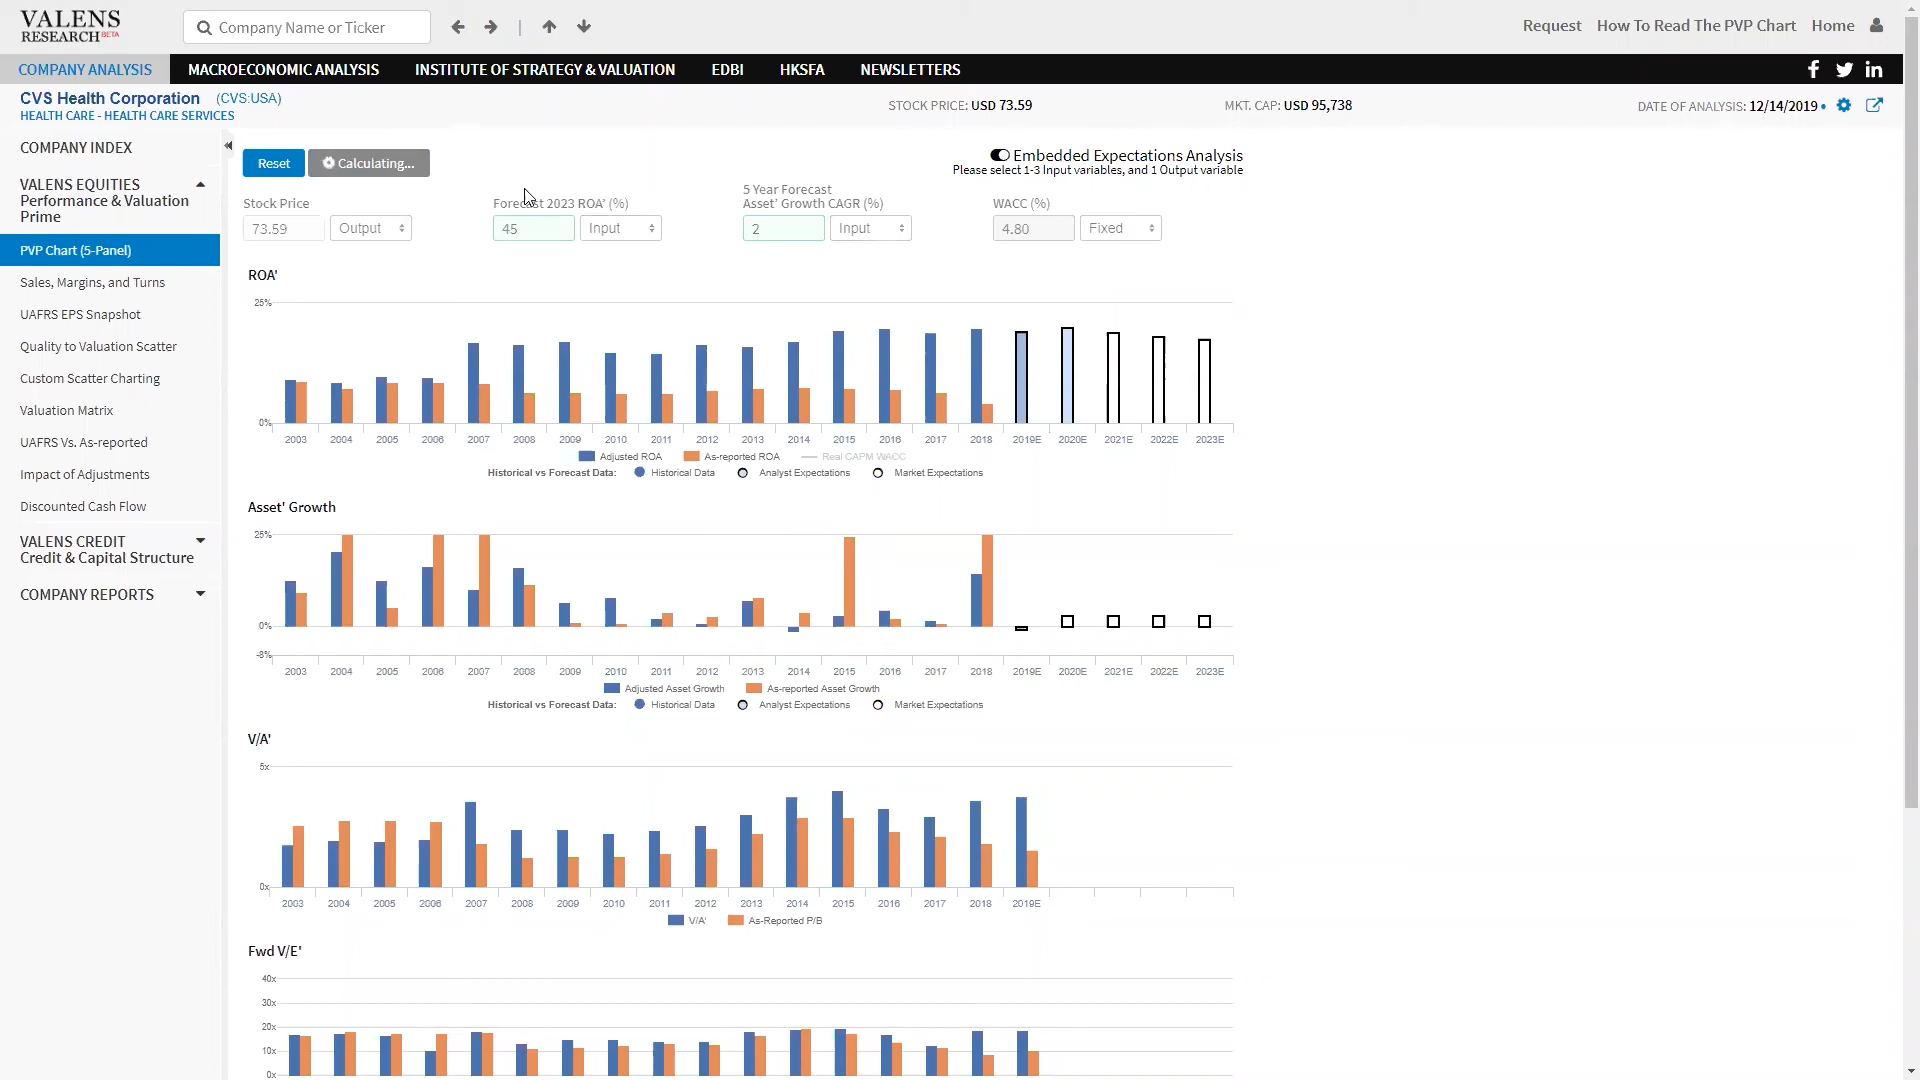 VALENS
RESEARCH BETA
Company Name or Ticker
Request How To Read The PVP Chart Home
COMPANY ANALYSIS MACROECONOMIC ANALYSIS INSTITUTE OF STRATEGY & VALUATION EDBI HKSFA NEWSLETTERS
CVS Health Corporation (CVS:USA)
HEALTH CARE - HEALTH CARE SERVICES
STOCK PRICE: USD 73.59 MKT. CAP: USD 95,738 DATE OF ANALYSIS: 12/14/2019
COMPANY INDEX
VALENS EQUITIES
Performance & Valuation
Prime
PVP Chart (5-Panel)
Sales, Margins, and Turns
UAFRS EPS Snapshot
Quality to Valuation Scatter
Custom Scatter Charting
Valuation Matrix
UAFRS Vs. As-reported
Impact of Adjustments
Discounted Cash Flow
VALENS CREDIT
Credit & Capital Structure
COMPANY REPORTS
Reset Calculating...
Embedded Expectations Analysis
Please select 1-3 Input variables, and 1 Output variable
Stock Price
73.59 Output
Forecast 2023 ROA' (%)
45 Input
5 Year Forecast
Asset' Growth CAGR (%)
2 Input
WACC (%)
4.80 Fixed
ROA'
25%
0%
2003 2004 2005 2006 2007 2008 2009 2010 2011 2012 2013 2014 2015 2016 2017 2018 2019E 2020E 2021E 2022E 2023E
Adjusted ROA As-reported ROA Real CAPM WACC
Historical vs Forecast Data: Historical Data Analyst Expectations Market Expectations
Asset' Growth
25%
0%
-8%
2003 2004 2005 2006 2007 2008 2009 2010 2011 2012 2013 2014 2015 2016 2017 2018 2019E 2020E 2021E 2022E 2023E
Adjusted Asset Growth As-reported Asset Growth
Historical vs Forecast Data: Historical Data Analyst Expectations Market Expectations
V/A'
5x
0x
2003 2004 2005 2006 2007 2008 2009 2010 2011 2012 2013 2014 2015 2016 2017 2018 2019E
V/A' As-Reported P/B
Fwd V/E'
40x
30x
20x
10x
0x